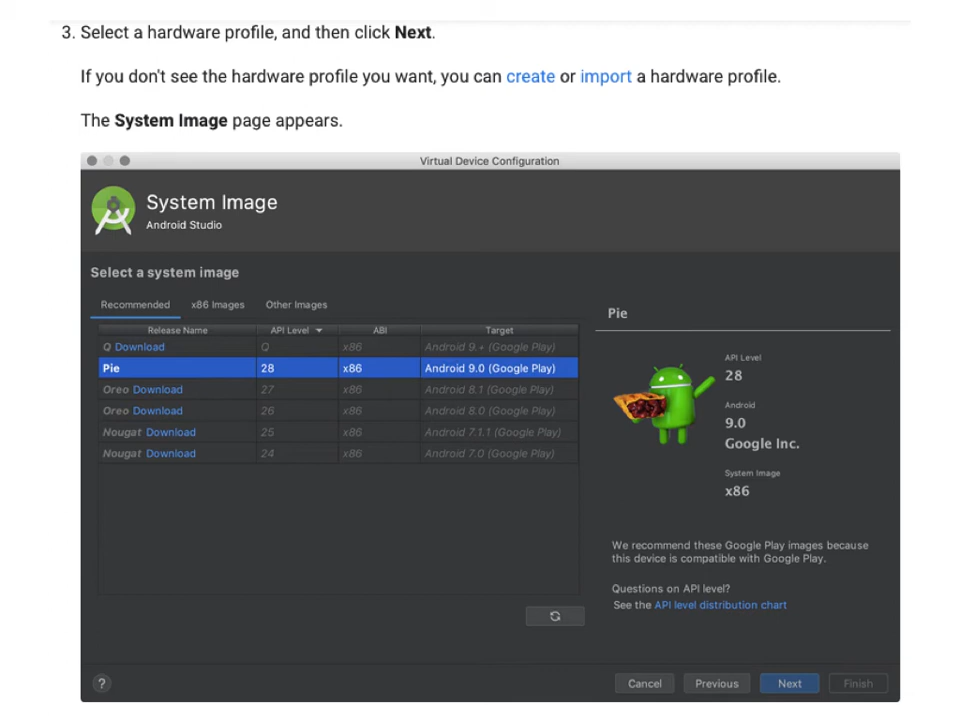 3. Select a hardware profile, and then click Next.
If you don't see the hardware profile you want, you can create or import a hardware profile.
The System Image page appears.
Virtual Device Configuration
System Image
Android Studio
Select a system image
Recommended x86 Images Other Images
Release Name API Level ABI Target
Q Download Q x86 Android 9.+ (Google Play)
Pie 28 x86 Android 9.0 (Google Play)
Oreo Download 27 x86 Android 8.1 (Google Play)
Oreo Download 26 x86 Android 8.0 (Google Play)
Nougat Download 25 x86 Android 7.1.1 (Google Play)
Nougat Download 24 x86 Android 7.0 (Google Play)
Pie
API Level
28
Android
9.0
Google Inc.
System Image
x86
We recommend these Google Play images because
this device is compatible with Google Play.
Questions on API level?
See the API level distribution chart
? Cancel Previous Next Finish